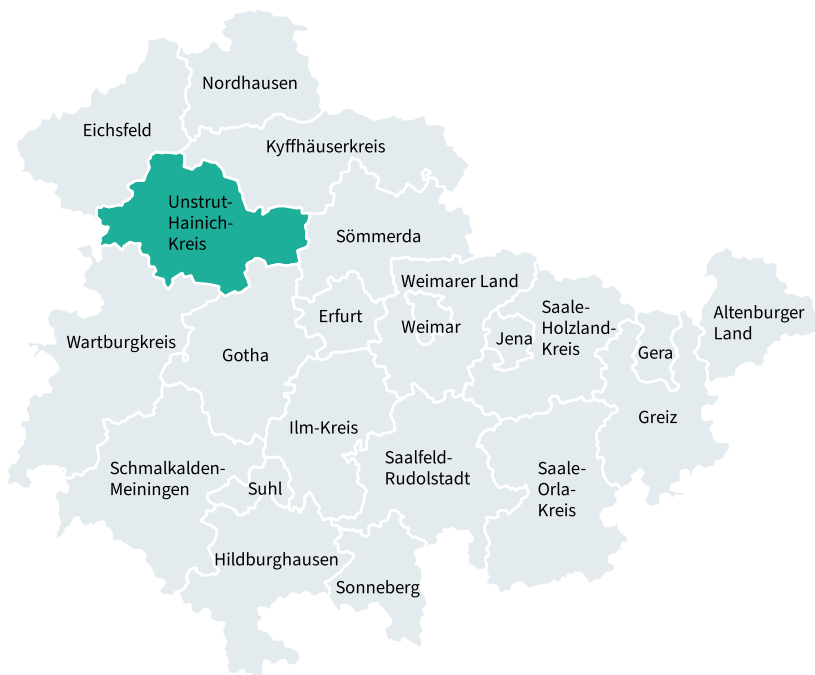 Nordhausen
Eichsfeld
Kyffhäuserkreis
Unstrut-
Hainich-
Kreis
Sömmerda
Weimarer Land
Saale-
Holzland-
Kreis
Altenburger
Land
Erfurt
Weimar
Jena
Wartburgkreis
Gotha
Gera
Greiz
Ilm-Kreis
Saalfeld-
Rudolstadt
Schmalkalden-
Meiningen
Suhl
Saale-
Orla-
Kreis
Hildburghausen
Sonneberg